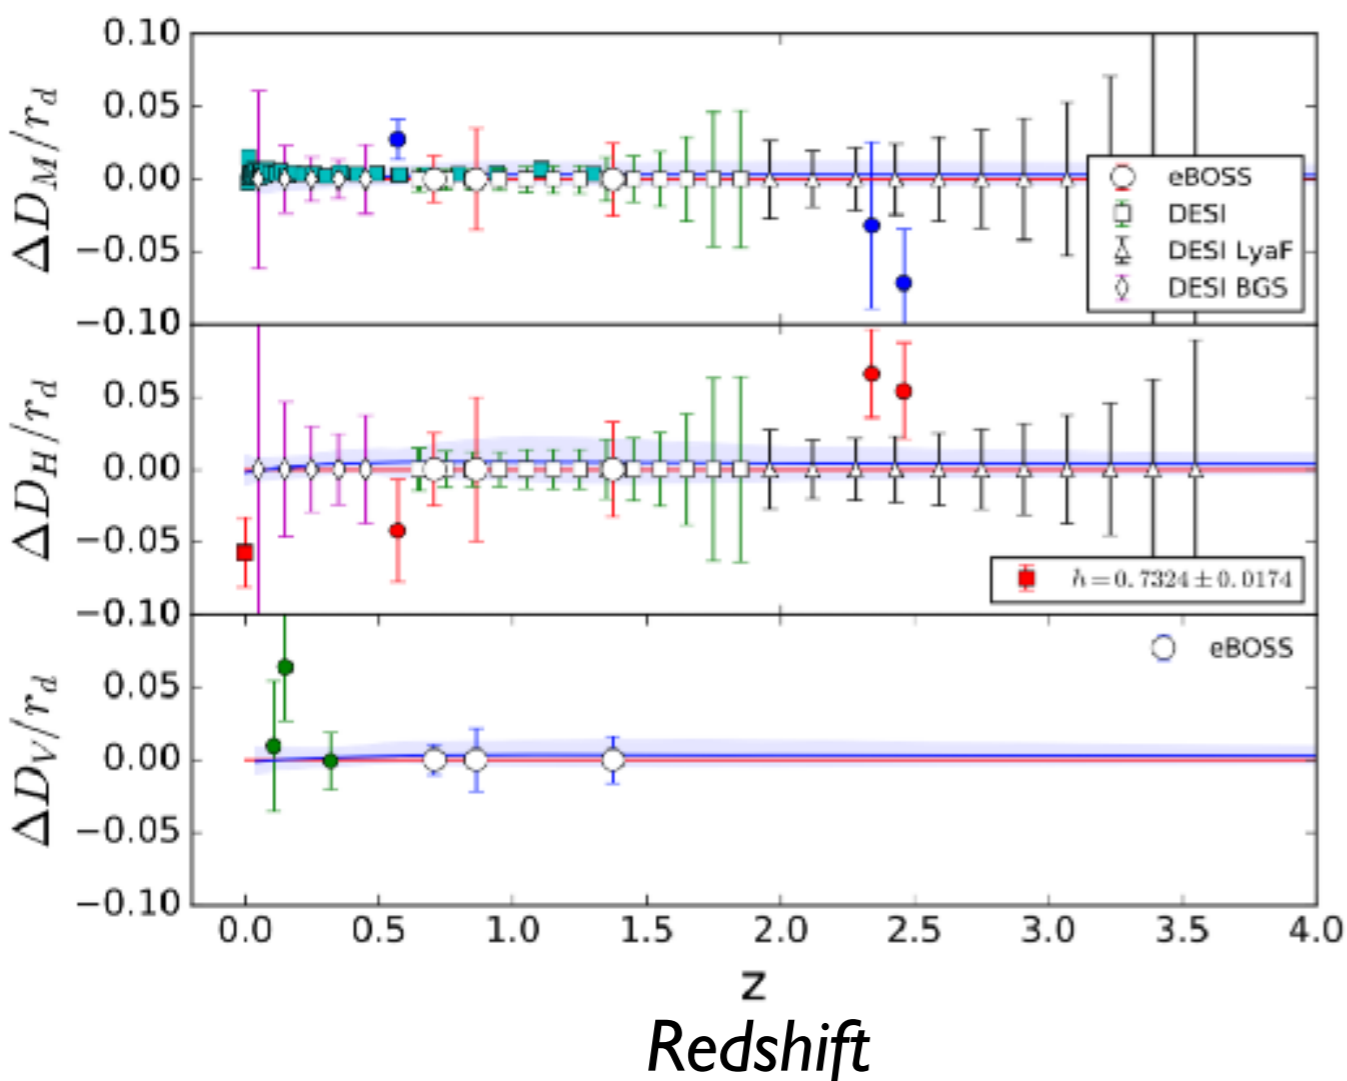 0.10
0.05
0.00
−0.05
−0.10
ΔD_M/r_d
eBOSS
DESI
DESI LyaF
DESI BGS
0.05
0.00
−0.05
−0.10
ΔD_H/r_d
h = 0.7324 ± 0.0174
0.05
0.00
−0.05
−0.10
ΔD_V/r_d
eBOSS
0.0 0.5 1.0 1.5 2.0 2.5 3.0 3.5 4.0
z
Redshift